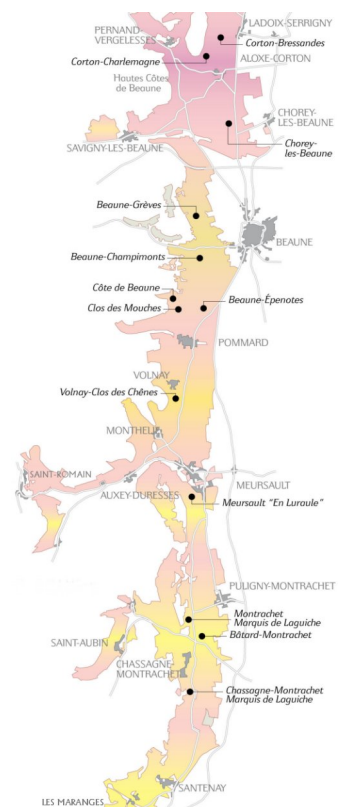 LADOIX-SERRIGNY
PERNAND-
VERGELESSES
Corton-Bressandes
Corton-Charlemagne
ALOXE-CORTON
Hautes Côtes
de Beaune
CHOREY-
LES-BEAUNE
SAVIGNY-LES-BEAUNE
Chorey-
les-Beaune
Beaune-Grèves
BEAUNE
Beaune-Champimonts
Côte de Beaune
Clos des Mouches
Beaune-Épenotes
POMMARD
VOLNAY
Volnay-Clos des Chênes
MONTHELIE
SAINT-ROMAIN
MEURSAULT
AUXEY-DURESSES
Meursault "En Luraule"
PULIGNY-MONTRACHET
Montrachet
Marquis de Laguiche
Bâtard-Montrachet
SAINT-AUBIN
CHASSAGNE-
MONTRACHET
Chassagne-Montrachet
Marquis de Laguiche
SANTENAY
LES MARANGES